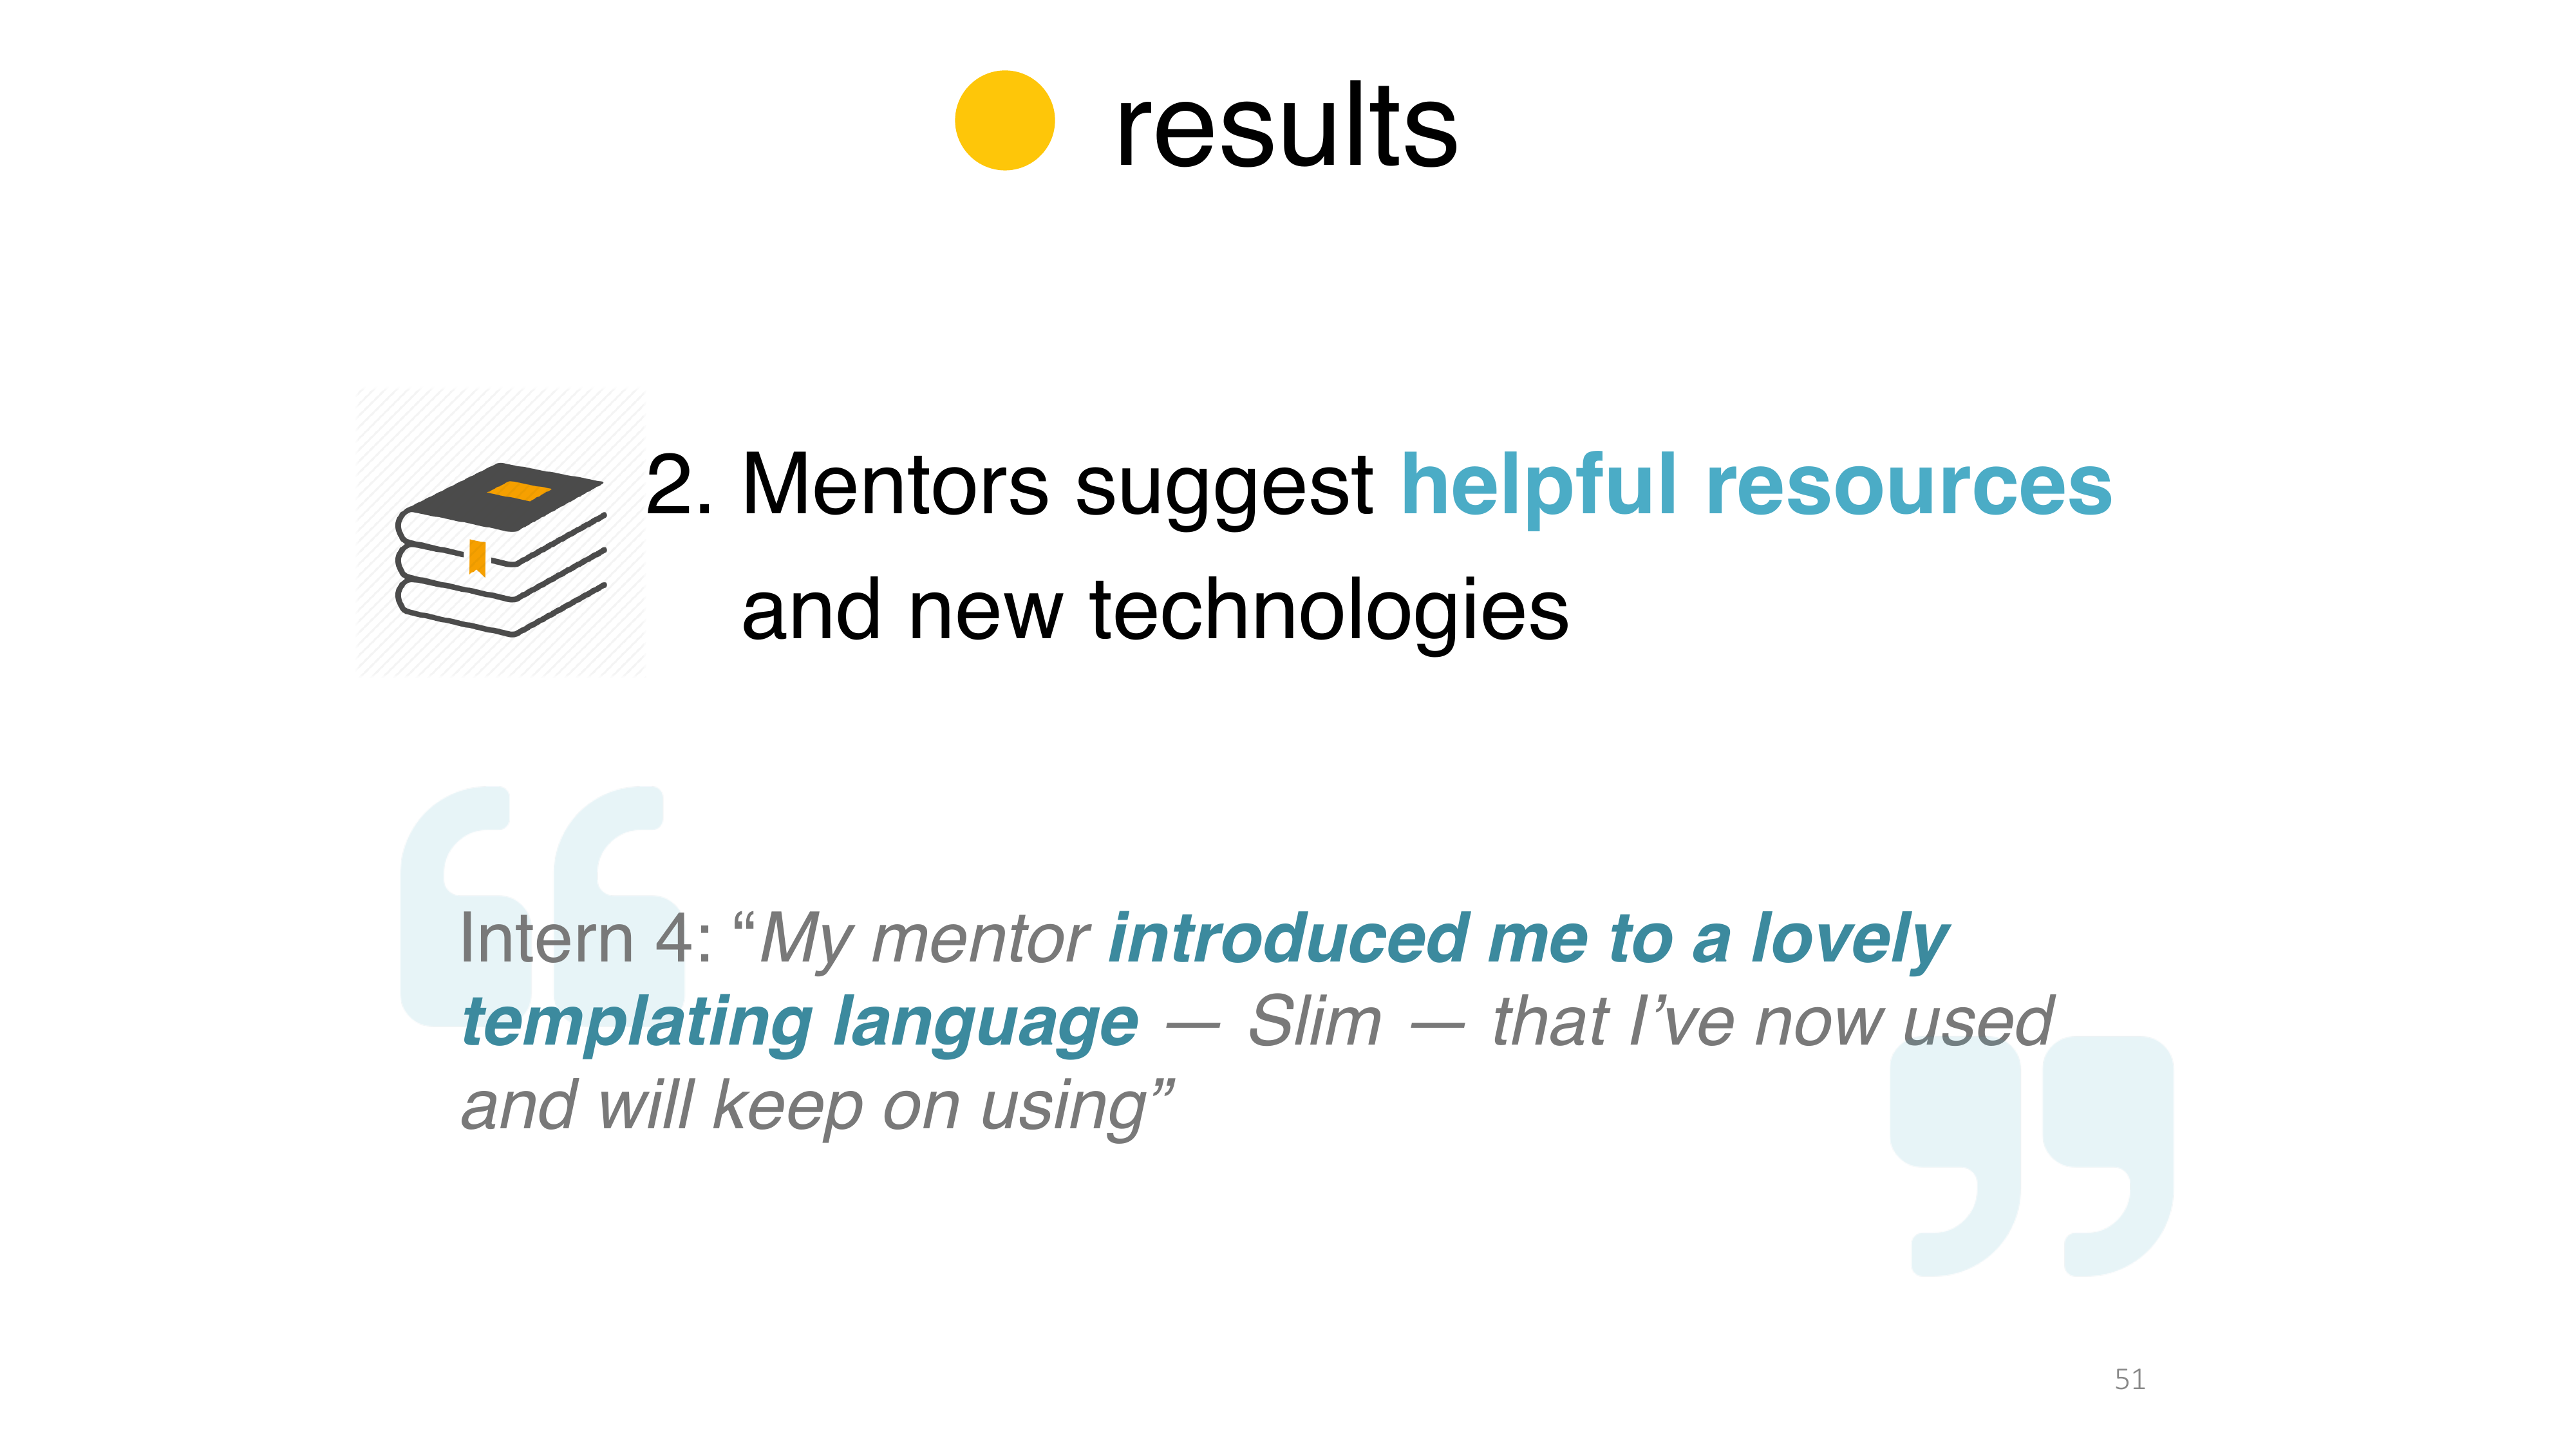 results
2. Mentors suggest helpful resources
and new technologies
Intern 4: “My mentor introduced me to a lovely
templating language — Slim — that I’ve now used
and will keep on using”
51